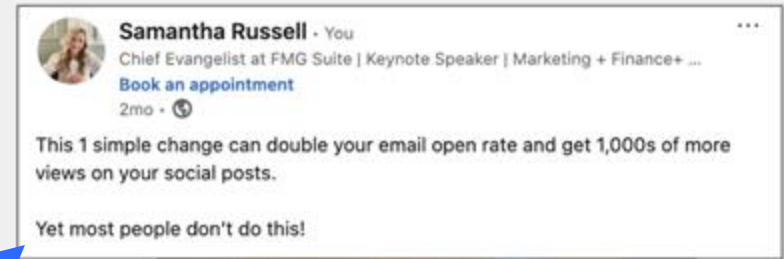 Samantha Russell · You
Chief Evangelist at FMG Suite | Keynote Speaker | Marketing + Finance+ ...
Book an appointment
2mo ·
This 1 simple change can double your email open rate and get 1,000s of more
views on your social posts.
Yet most people don't do this!